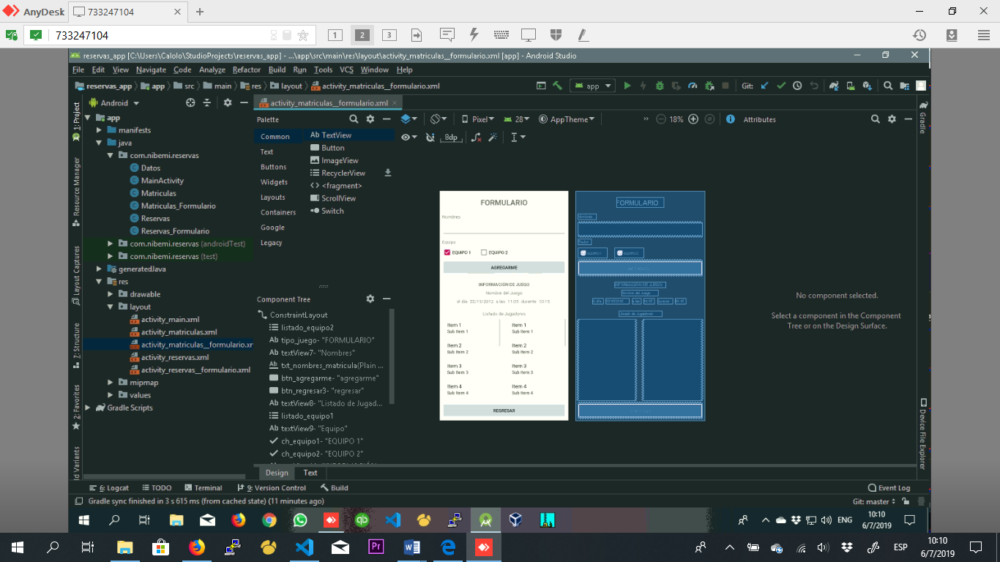 AnyDesk 733247104
733247104 1 2 3
reservas_app [C:\Users\Calolo\StudioProjects\reservas_app] - ...\app\src\main\res\layout\activity_matriculas__formulario.xml [app] - Android Studio
File Edit View Navigate Code Analyze Refactor Build Run Tools VCS Window Help
reservas_app app src main res layout activity_matriculas__formulario.xml app Git:
1: Project
Resource Manager
Layout Captures
7: Structure
2: Favorites
ld Variants
Android
app
manifests
java
com.nibemi.reservas
Datos
MainActivity
Matriculas
Matriculas_Formulario
Reservas
Reservas_Formulario
com.nibemi.reservas (androidTest)
com.nibemi.reservas (test)
generatedJava
res
drawable
layout
activity_main.xml
activity_matriculas.xml
activity_matriculas__formulario.xr
activity_reservas.xml
activity_reservas__formulario.xml
mipmap
values
Gradle Scripts
activity_matriculas__formulario.xml
Palette
Common
Text
Buttons
Widgets
Layouts
Containers
Google
Legacy
Ab TextView
Button
ImageView
RecyclerView
<fragment>
ScrollView
Switch
Component Tree
ConstraintLayout
listado_equipo2
Ab tipo_juego- "FORMULARIO"
Ab textView7- "Nombres"
Ab txt_nombres_matricula(Plain ...
btn_agregarme- "agregarme"
btn_regresar3- "regresar"
Ab textView8- "Listado de Jugad...
listado_equipo1
Ab textView9- "Equipo"
ch_equipo1- "EQUIPO 1"
ch_equipo2- "EQUIPO 2"
Design Text
Pixel 28 AppTheme 18%
8dp
FORMULARIO
Nombres
Equipo
EQUIPO 1 EQUIPO 2
AGREGARME
INFORMACIÓN DE JUEGO
Nombre del Juego
el día 23/10/2012 a las 11:05 durante 10:15
Listado de Jugadores
Item 1 Item 1
Sub Item 1 Sub Item 1
Item 2 Item 2
Sub Item 2 Sub Item 2
Item 3 Item 3
Sub Item 3 Sub Item 3
Item 4 Item 4
Sub Item 4 Sub Item 4
REGRESAR
FORMULARIO
Nombres
INFORMACIÓN DE JUEGO
Nombre del Juego
Listado de Jugadores
Attributes
No component selected.
Select a component in the Component
Tree or on the Design Surface.
Gradle
Device File Explorer
6: Logcat TODO Terminal 9: Version Control Build Event Log
Gradle sync finished in 3 s 615 ms (from cached state) (11 minutes ago) Git: master
ENG 10:10
6/7/2019
ESP 10:10
6/7/2019